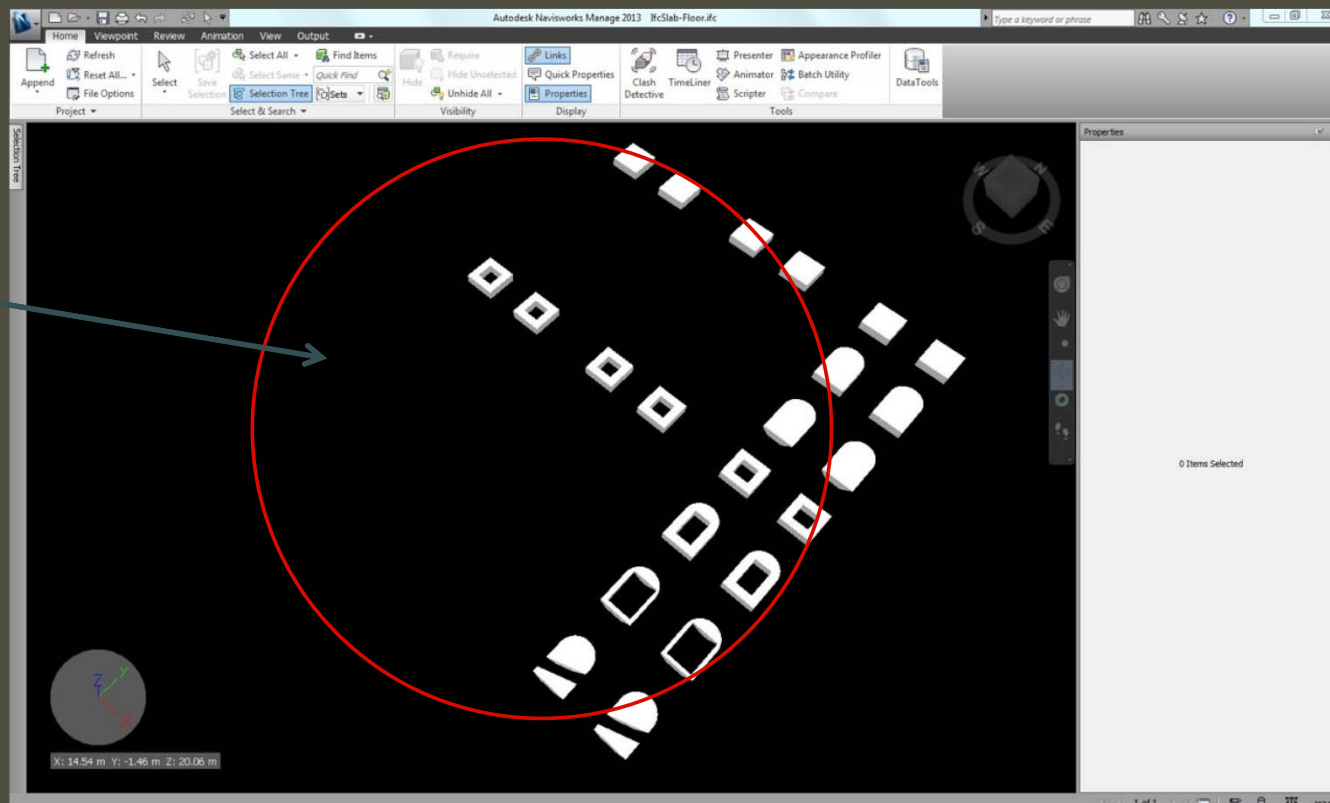 Autodesk Navisworks Manage 2013 IfcSlab-Floor.ifc
Type a keyword or phrase
Home Viewpoint Review Animation View Output
Append
Refresh
Reset All...
File Options
Project
Select
Save Selection
Select All
Select Same
Selection Tree
Find Items
Quick Find
Sets
Select & Search
Hide
Require
Hide Unselected
Unhide All
Visibility
Links
Quick Properties
Properties
Display
Clash Detective
TimeLiner
Presenter
Animator
Scripter
Appearance Profiler
Batch Utility
Compare
Tools
DataTools
Selection Tree
Properties
W N
S E
0 Items Selected
Z Y
X
X: 14.54 m Y: -1.46 m Z: 20.06 m
1 of 1